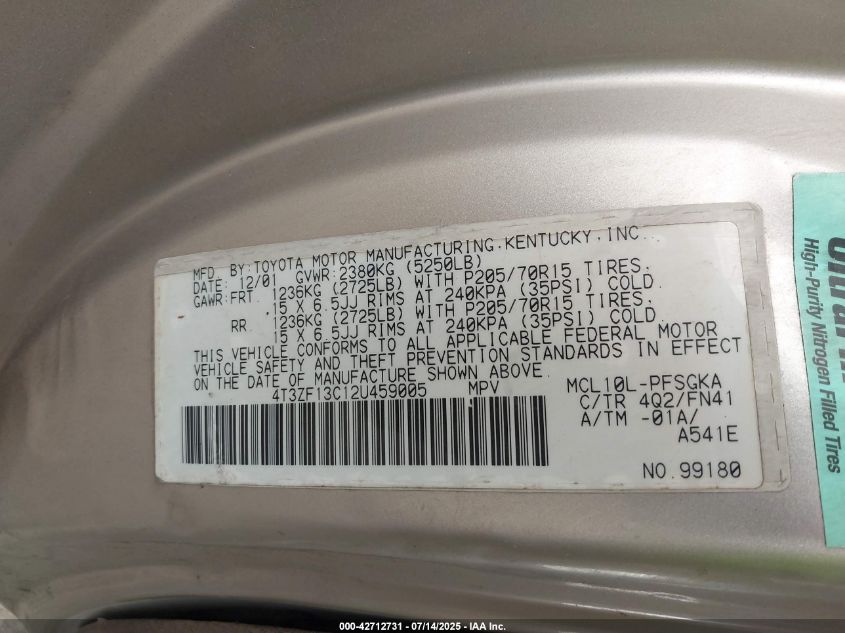 MFD. BY:TOYOTA MOTOR MANUFACTURING,KENTUCKY,INC.
DATE: 12/01 GVWR:2380KG (5250LB)
GAWR:FRT. 1236KG (2725LB) WITH P205/70R15 TIRES,
15 X 6.5JJ RIMS AT 240KPA (35PSI) COLD.
RR. 1236KG (2725LB) WITH P205/70R15 TIRES,
15 X 6.5JJ RIMS AT 240KPA (35PSI) COLD.
THIS VEHICLE CONFORMS TO ALL APPLICABLE FEDERAL MOTOR
VEHICLE SAFETY AND THEFT PREVENTION STANDARDS IN EFFECT
ON THE DATE OF MANUFACTURE SHOWN ABOVE.
4T3ZF13C12U459005 MPV MCL10L-PFSGKA
C/TR 4Q2/FN41
A/TM -01A/
A541E
NO.99180
High-Purity Nitrogen Filled Tires
000-42712731 - 07/14/2025 - IAA Inc.